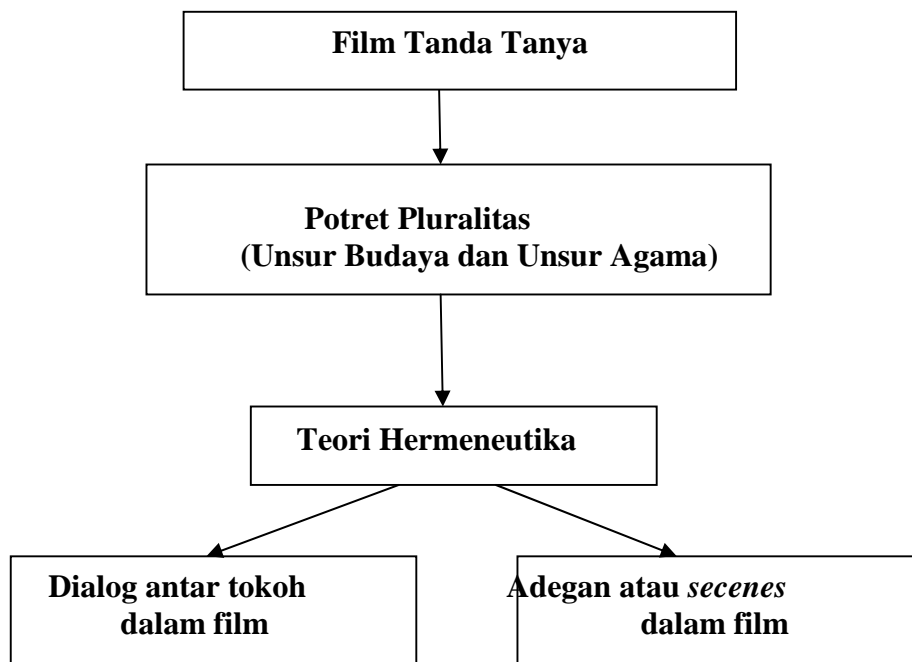 Film Tanda Tanya
Potret Pluralitas
(Unsur Budaya dan Unsur Agama)
Teori Hermeneutika
Dialog antar tokoh
dalam film
Adegan atau secenes
dalam film